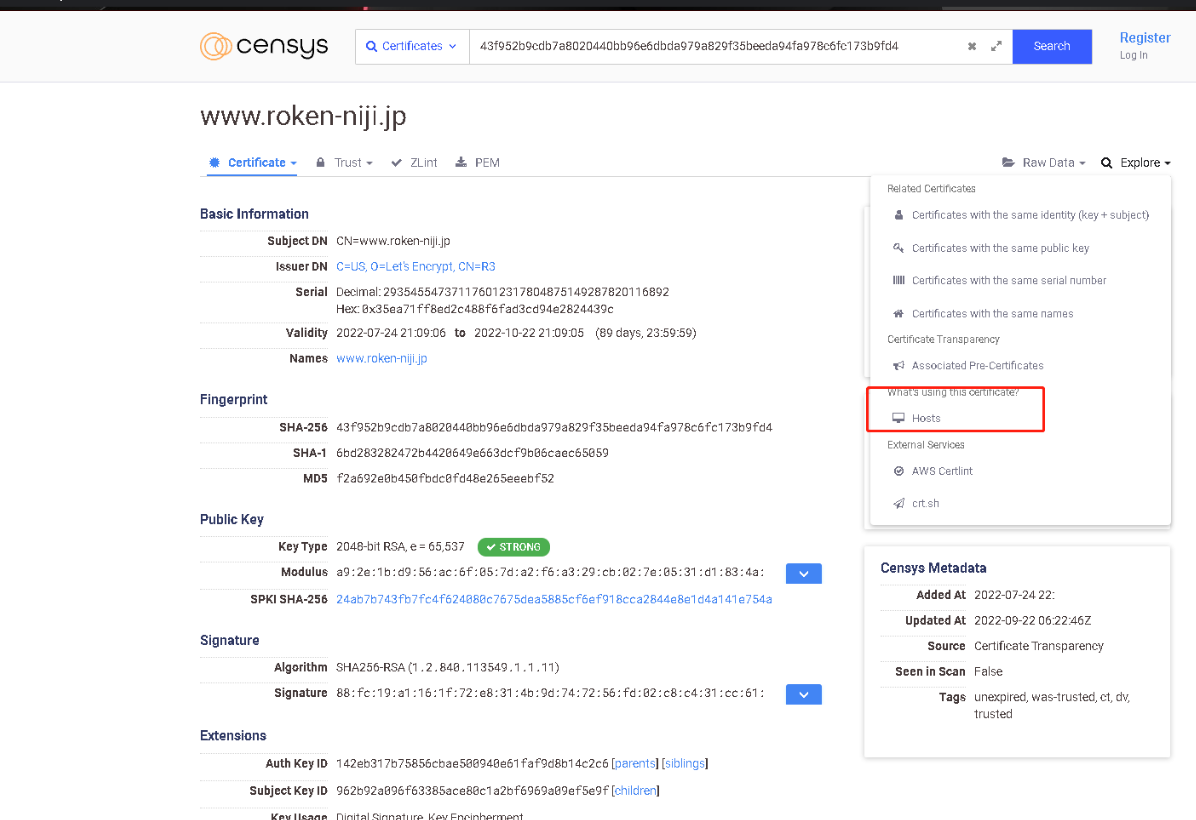 censys
Certificates
43f952b9cdb7a8020440bb96e6dbda979a829f35beeda94fa978c6fc173b9fd4
Search
Register
Log In
www.roken-niji.jp
Certificate
Trust
ZLint
PEM
Raw Data
Explore
Related Certificates
Certificates with the same identity (key + subject)
Certificates with the same public key
Certificates with the same serial number
Certificates with the same names
Certificate Transparency
Associated Pre-Certificates
What's using this certificate?
Hosts
External Services
AWS Certlint
crt.sh
Basic Information
Subject DN CN=www.roken-niji.jp
Issuer DN C=US, O=Let's Encrypt, CN=R3
Serial Decimal: 293545547371176012317804875149287820116892
Hex: 0x35ea71ff8ed2c488f6fad3cd94e2824439c
Validity 2022-07-24 21:09:06 to 2022-10-22 21:09:05 (89 days, 23:59:59)
Names www.roken-niji.jp
Fingerprint
SHA-256 43f952b9cdb7a8020440bb96e6dbda979a829f35beeda94fa978c6fc173b9fd4
SHA-1 6bd283282472b4420649e663dcf9b06caec65059
MD5 f2a692e0b450fbdc0fd48e265eeebf52
Public Key
Key Type 2048-bit RSA, e = 65,537 STRONG
Modulus a9:2e:1b:d9:56:ac:6f:05:7d:a2:f6:a3:29:cb:02:7e:05:31:d1:83:4a:
SPKI SHA-256 24ab7b743fb7fc4f624080c7675dea5885cf6ef918cca2844e8e1d4a141e754a
Signature
Algorithm SHA256-RSA (1.2.840.113549.1.1.11)
Signature 88:fc:19:a1:16:1f:72:e8:31:4b:9d:74:72:56:fd:02:c8:c4:31:cc:61:
Extensions
Auth Key ID 142eb317b75856cbae500940e61faf9d8b14c2c6 [parents] [siblings]
Subject Key ID 962b92a096f63385ace80c1a2bf6969a09ef5e9f [children]
Key Usage Digital Signature, Key Encipherment
Censys Metadata
Added At 2022-07-24 22:
Updated At 2022-09-22 06:22:46Z
Source Certificate Transparency
Seen in Scan False
Tags unexpired, was-trusted, ct, dv,
trusted